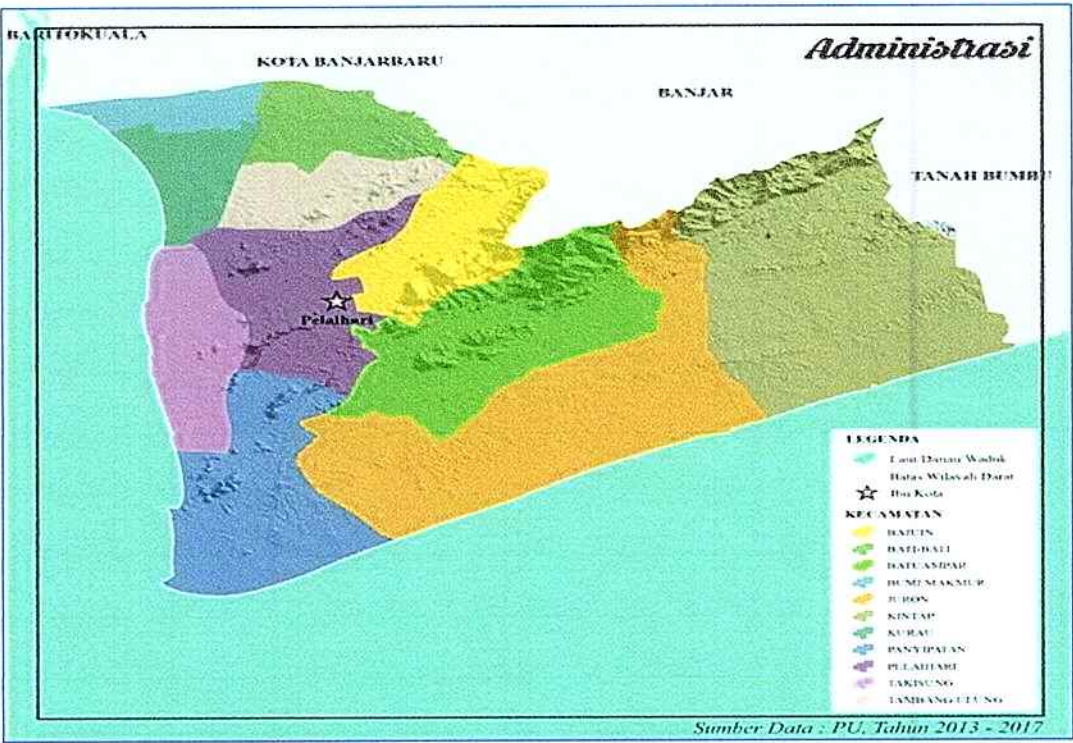 Administrasi
BARITOKUALA
KOTA BANJARBARU
BANJAR
TANAH BUMBU
Pelaihari
LEGENDA
Laut Danau Waduk
Batas Wilayah Darat
Ibu Kota
KECAMATAN
BAJUIN
BATI-BATI
BATU AMPAR
BUMI MAKMUR
JURON
KINTAP
KURAU
PANYIPATAN
PELAIHARI
TAKISUNG
TAMBANG ULUNG
Sumber Data : PU, Tahun 2013 - 2017